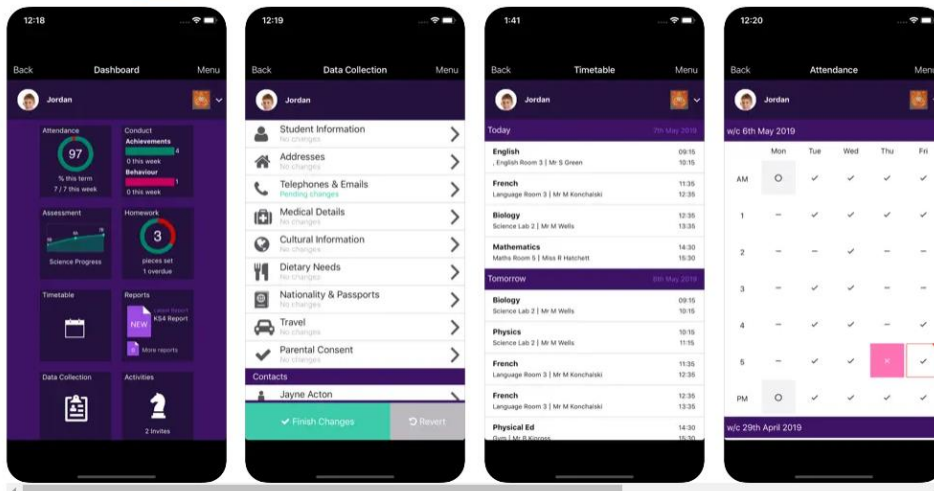 12:18
Back Dashboard Menu
Jordan
Attendance
97
% this term
7 / 7 this week
Conduct
Achievements
4
0 this week
Behaviour
1
0 this week
Assessment
Science Progress
Homework
3
pieces set
1 overdue
Timetable
Reports
Latest Report
NEW
KS4 Report
More reports
Data Collection
Activities
2 Invites
12:19
Back Data Collection Menu
Jordan
Student Information
No changes
Addresses
No changes
Telephones & Emails
Pending changes
Medical Details
No changes
Cultural Information
No changes
Dietary Needs
No changes
Nationality & Passports
No changes
Travel
No changes
Parental Consent
No changes
Contacts
Jayne Acton
Finish Changes Revert
1:41
Back Timetable Menu
Jordan
Today 7th May 2019
English 09:15
, English Room 3 | Mr S Green 10:15
French 11:35
Language Room 3 | Mr M Konchalski 12:35
Biology 12:35
Science Lab 2 | Mr M Wells 13:35
Mathematics 14:30
Maths Room 5 | Miss R Hatchett 15:30
Tomorrow 8th May 2019
Biology 09:15
Science Lab 2 | Mr M Wells 10:15
Physics 10:15
Science Lab 2 | Mr M Wells 11:15
French 11:35
Language Room 3 | Mr M Konchalski 12:35
French 12:35
Language Room 3 | Mr M Konchalski 13:35
Physical Ed 14:30
Gym | Mr R Kinross 15:30
12:20
Back Attendance Menu
Jordan
w/c 6th May 2019
Mon Tue Wed Thu Fri
AM
1
2
3
4
5
PM
w/c 29th April 2019